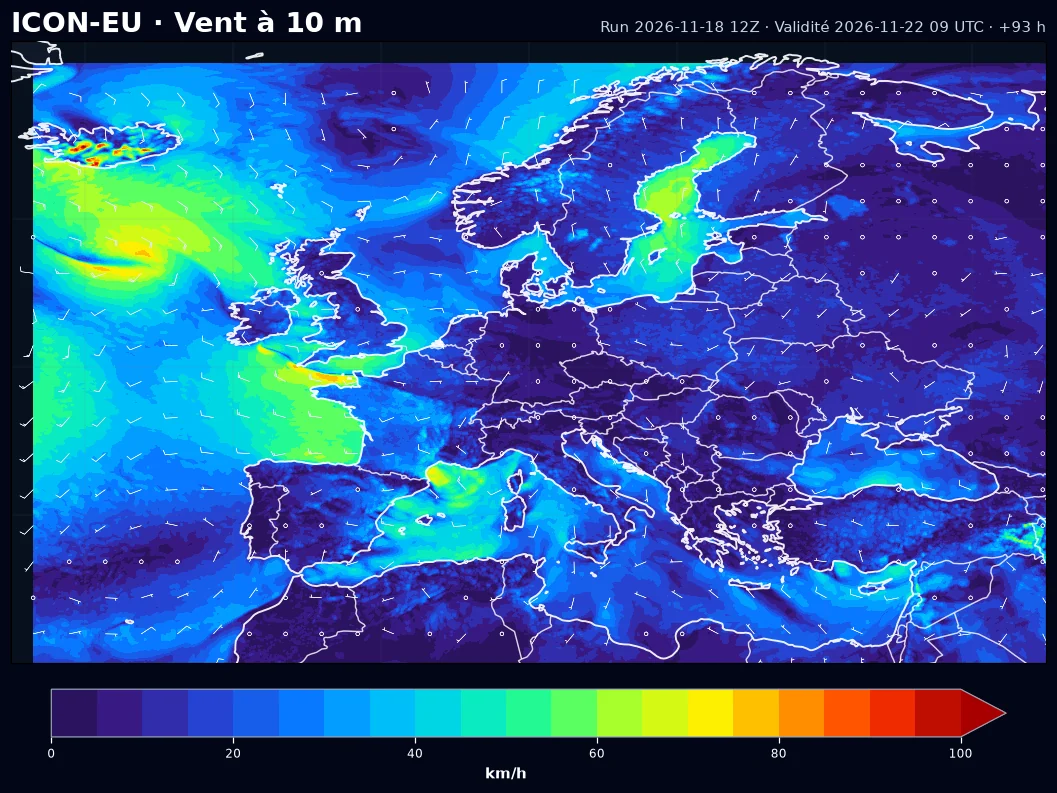 ICON-EU · Vent à 10 m
Run 2026-11-18 12Z · Validité 2026-11-22 09 UTC · +93 h
0 20 40 60 80 100
km/h